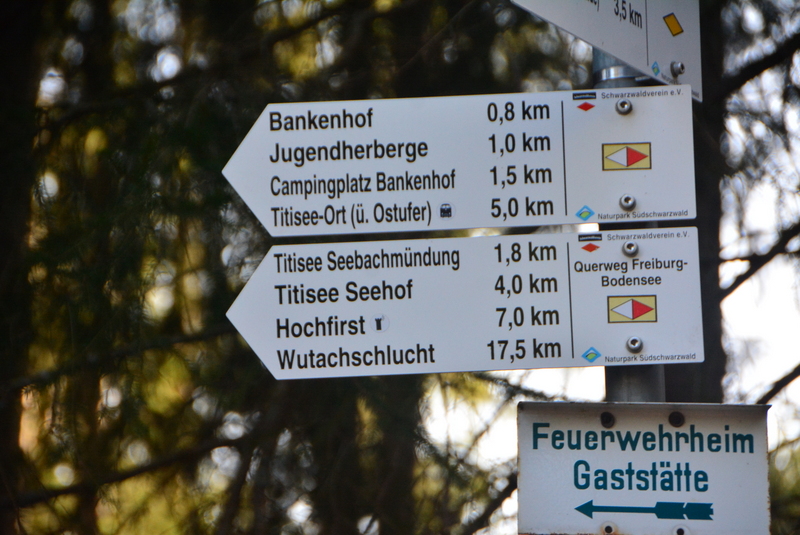 3,5 km
Schwarzwaldverein e.V.
Bankenhof 0,8 km
Jugendherberge 1,0 km
Campingplatz Bankenhof 1,5 km
Titisee-Ort (ü. Ostufer) 5,0 km
Naturpark Südschwarzwald
Schwarzwaldverein e.V.
Titisee Seebachmündung 1,8 km
Querweg Freiburg-
Bodensee
Titisee Seehof 4,0 km
Hochfirst 7,0 km
Wutachschlucht 17,5 km
Naturpark Südschwarzwald
Feuerwehrheim
Gaststätte